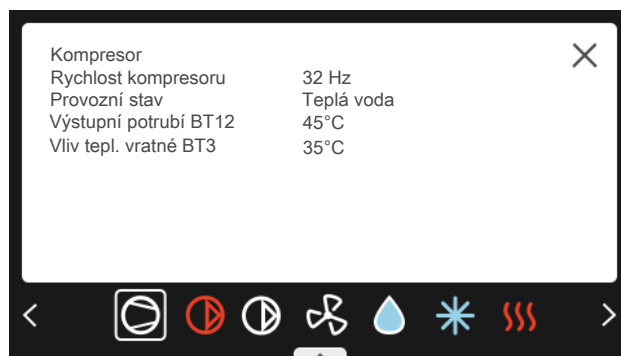 Kompresor
Rychlost kompresoru 32 Hz
Provozní stav Teplá voda
Výstupní potrubí BT12 45°C
Vliv tepl. vratné BT3 35°C